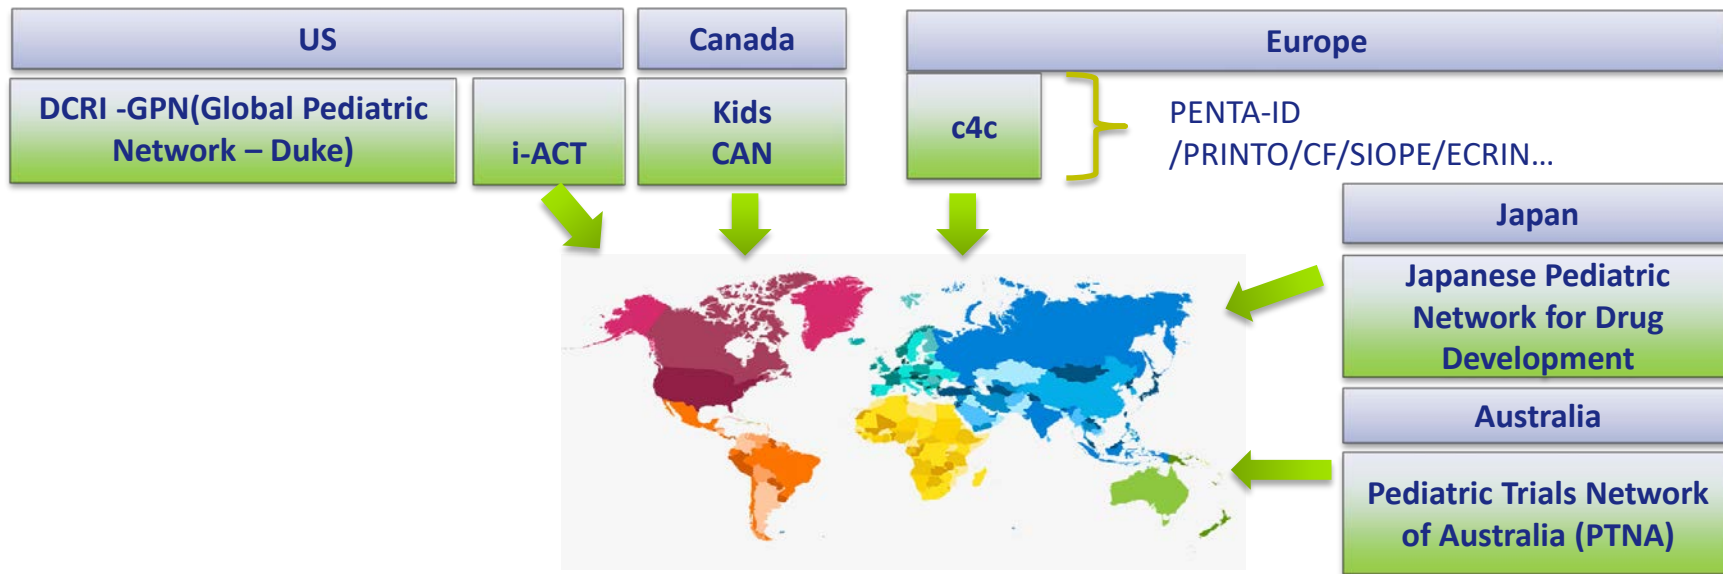 US
Canada
Europe
DCRI -GPN(Global Pediatric
Network – Duke)
i-ACT
Kids
CAN
c4c
PENTA-ID
/PRINTO/CF/SIOPE/ECRIN...
Japan
Japanese Pediatric
Network for Drug
Development
Australia
Pediatric Trials Network
of Australia (PTNA)